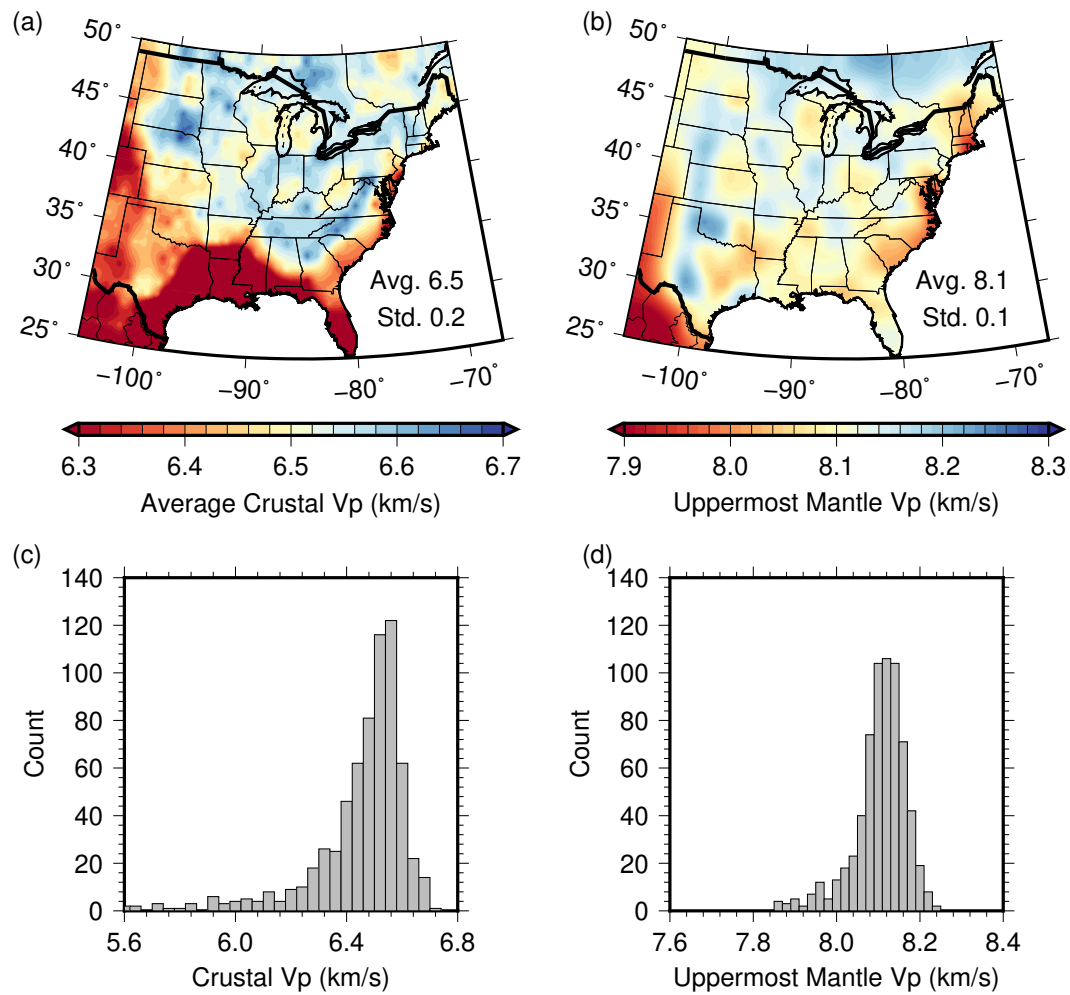 (a)
50°
45°
40°
35°
30°
25°
−100°
−90°
−80°
−70°
Avg. 6.5
Std. 0.2
6.3 6.4 6.5 6.6 6.7
Average Crustal Vp (km/s)
(b)
50°
45°
40°
35°
30°
25°
−100°
−90°
−80°
−70°
Avg. 8.1
Std. 0.1
7.9 8.0 8.1 8.2 8.3
Uppermost Mantle Vp (km/s)
(c)
140
120
100
80
60
40
20
0
Count
5.6 6.0 6.4 6.8
Crustal Vp (km/s)
(d)
140
120
100
80
60
40
20
0
Count
7.6 7.8 8.0 8.2 8.4
Uppermost Mantle Vp (km/s)